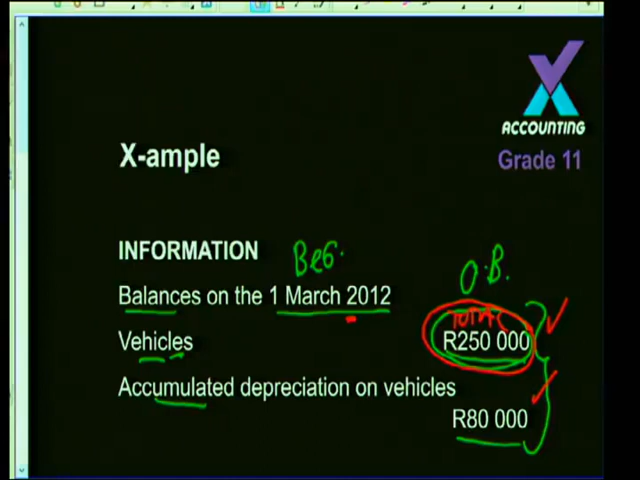 ACCOUNTING
Grade 11
X-ample
INFORMATION
BeG.
O.B.
Balances on the 1 March 2012
TOTAL
Vehicles
R250 000
Accumulated depreciation on vehicles
R80 000